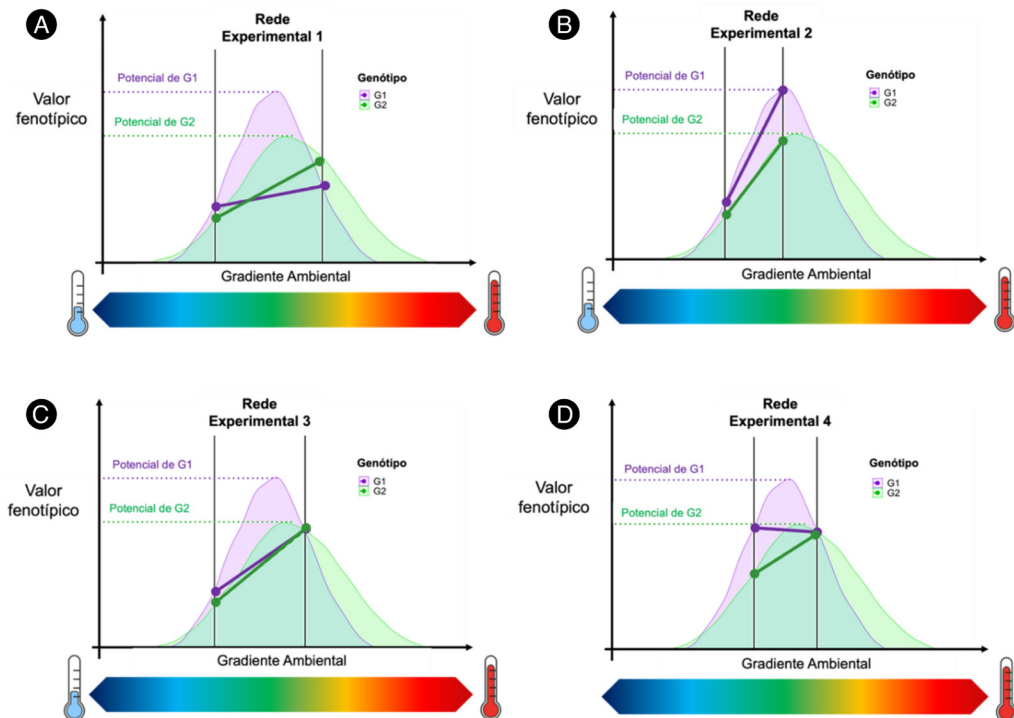 A
Rede
Experimental 1
Potencial de G1
Genótipo
G1
G2
Valor
fenotípico
Potencial de G2
Gradiente Ambiental
B
Rede
Experimental 2
Potencial de G1
Genótipo
G1
G2
Valor
fenotípico
Potencial de G2
Gradiente Ambiental
C
Rede
Experimental 3
Potencial de G1
Genótipo
G1
G2
Valor
fenotípico
Potencial de G2
Gradiente Ambiental
D
Rede
Experimental 4
Potencial de G1
Genótipo
G1
G2
Valor
fenotípico
Potencial de G2
Gradiente Ambiental